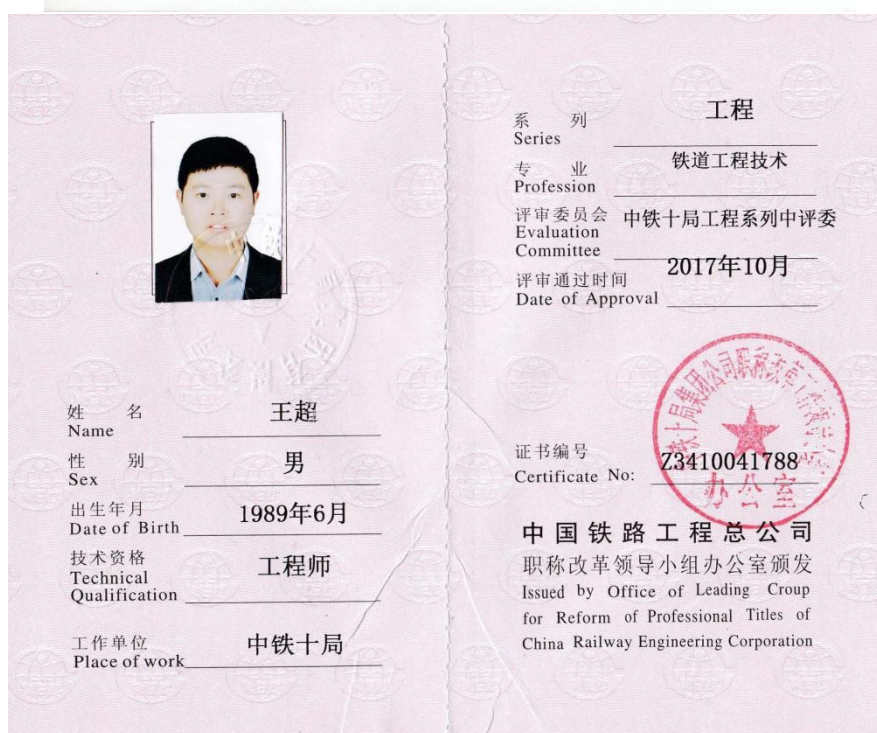 姓 名
Name
王超
性 别
Sex
男
出生年月
Date of Birth
1989年6月
技术资格
Technical
Qualification
工程师
工作单位
Place of work
中铁十局
系 列
Series
工程
专 业
Profession
铁道工程技术
评审委员会
Evaluation
Committee
中铁十局工程系列中评委
评审通过时间
Date of Approval
2017年10月
证书编号
Certificate No:
Z3410041788
办公室
中国铁路工程总公司
职称改革领导小组办公室颁发
Issued by Office of Leading Croup
for Reform of Professional Titles of
China Railway Engineering Corporation